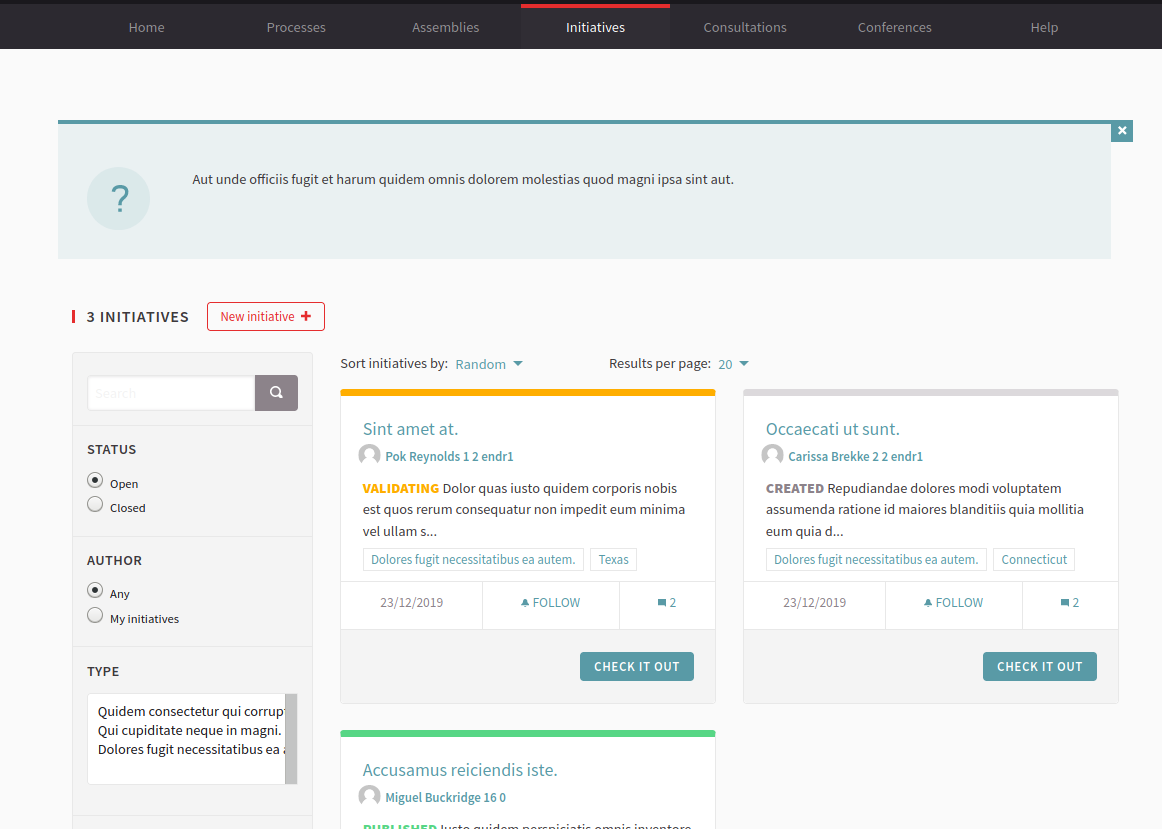 Home Processes Assemblies Initiatives Consultations Conferences Help
?
Aut unde officiis fugit et harum quidem omnis dolorem molestias quod magni ipsa sint aut.
3 INITIATIVES
New initiative
Search
STATUS
Open
Closed
AUTHOR
Any
My initiatives
TYPE
Quidem consectetur qui corrup
Qui cupiditate neque in magni.
Dolores fugit necessitatibus ea
Sort initiatives by: Random
Results per page: 20
Sint amet at.
Pok Reynolds 1 2 endr1
VALIDATING Dolor quas iusto quidem corporis nobis
est quos rerum consequatur non impedit eum minima
vel ullam s...
Dolores fugit necessitatibus ea autem. Texas
23/12/2019 FOLLOW 2
CHECK IT OUT
Occaecati ut sunt.
Carissa Brekke 2 2 endr1
CREATED Repudiandae dolores modi voluptatem
assumenda ratione id maiores blanditiis quia mollitia
eum quia d...
Dolores fugit necessitatibus ea autem. Connecticut
23/12/2019 FOLLOW 2
CHECK IT OUT
Accusamus reiciendis iste.
Miguel Buckridge 16 0
PUBLISHED Iusto quidem perspiciatis omnis inventore